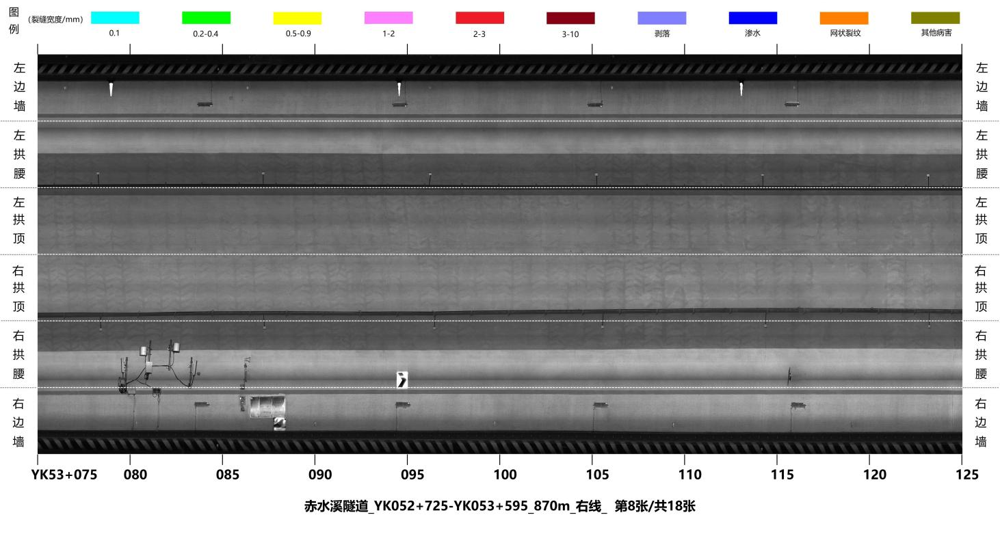 图例
(裂缝宽度/mm)
0.1
0.2-0.4
0.5-0.9
1-2
2-3
3-10
剥落
渗水
网状裂纹
其他病害
左边墙
左边墙
左拱腰
左拱腰
左拱顶
左拱顶
右拱顶
右拱顶
右拱腰
右拱腰
右边墙
右边墙
YK53+075 080 085 090 095 100 105 110 115 120 125
赤水溪隧道_YK052+725-YK053+595_870m_右线_ 第8张/共18张